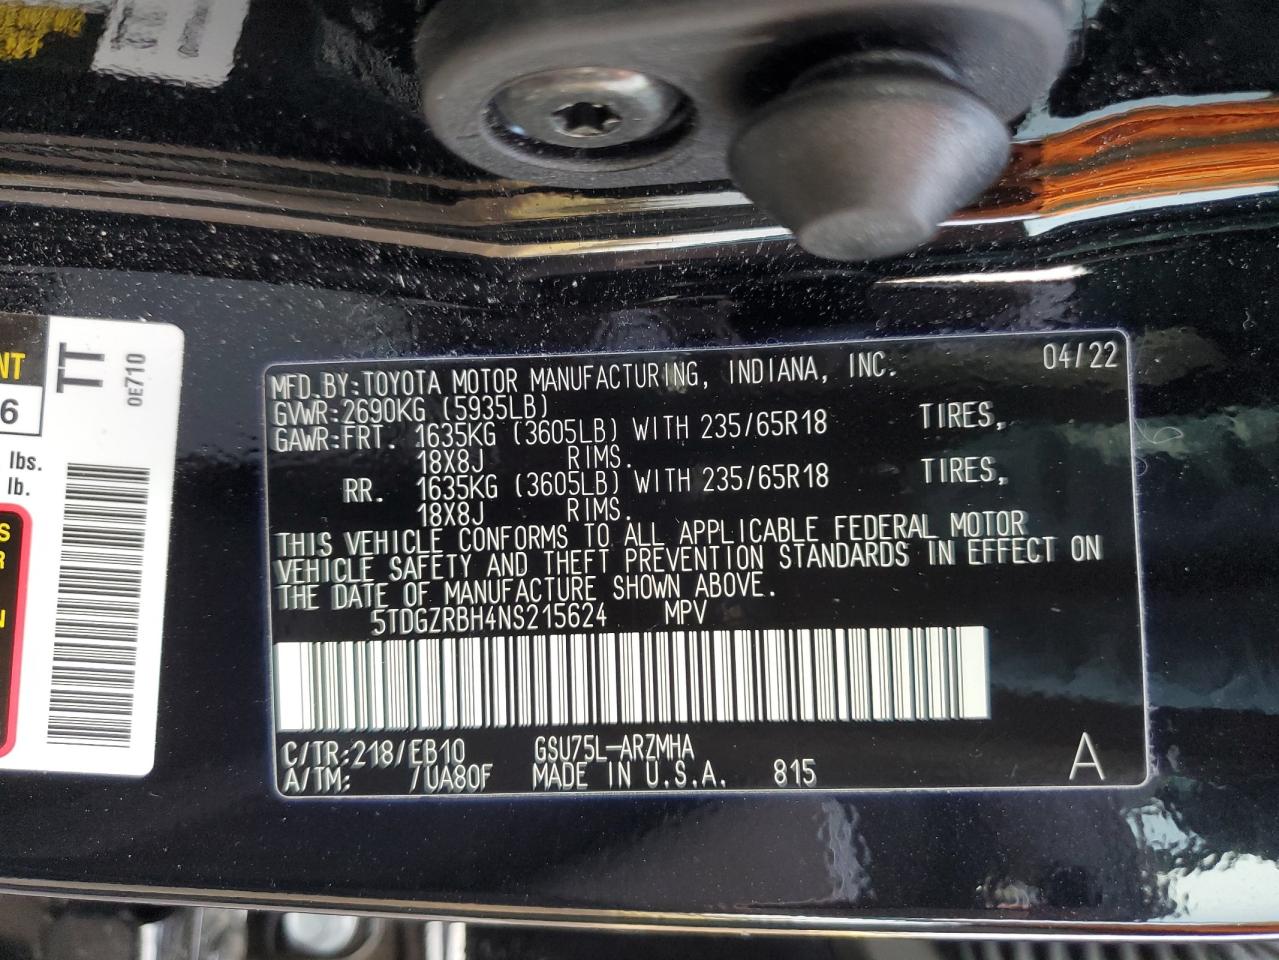 NT
6
lbs.
lb.
S
R
N
TT
0E710
MFD.BY:TOYOTA MOTOR MANUFACTURING, INDIANA, INC. 04/22
GVWR:2690KG (5935LB)
GAWR:FRT. 1635KG (3605LB) WITH 235/65R18 TIRES,
18X8J RIMS.
RR. 1635KG (3605LB) WITH 235/65R18 TIRES,
18X8J RIMS.
THIS VEHICLE CONFORMS TO ALL APPLICABLE FEDERAL MOTOR
VEHICLE SAFETY AND THEFT PREVENTION STANDARDS IN EFFECT ON
THE DATE OF MANUFACTURE SHOWN ABOVE.
5TDGZRBH4NS215624 MPV
C/TR:218/EB10 GSU75L-ARZMHA
A/TM: /UA80F MADE IN U.S.A. 815 A